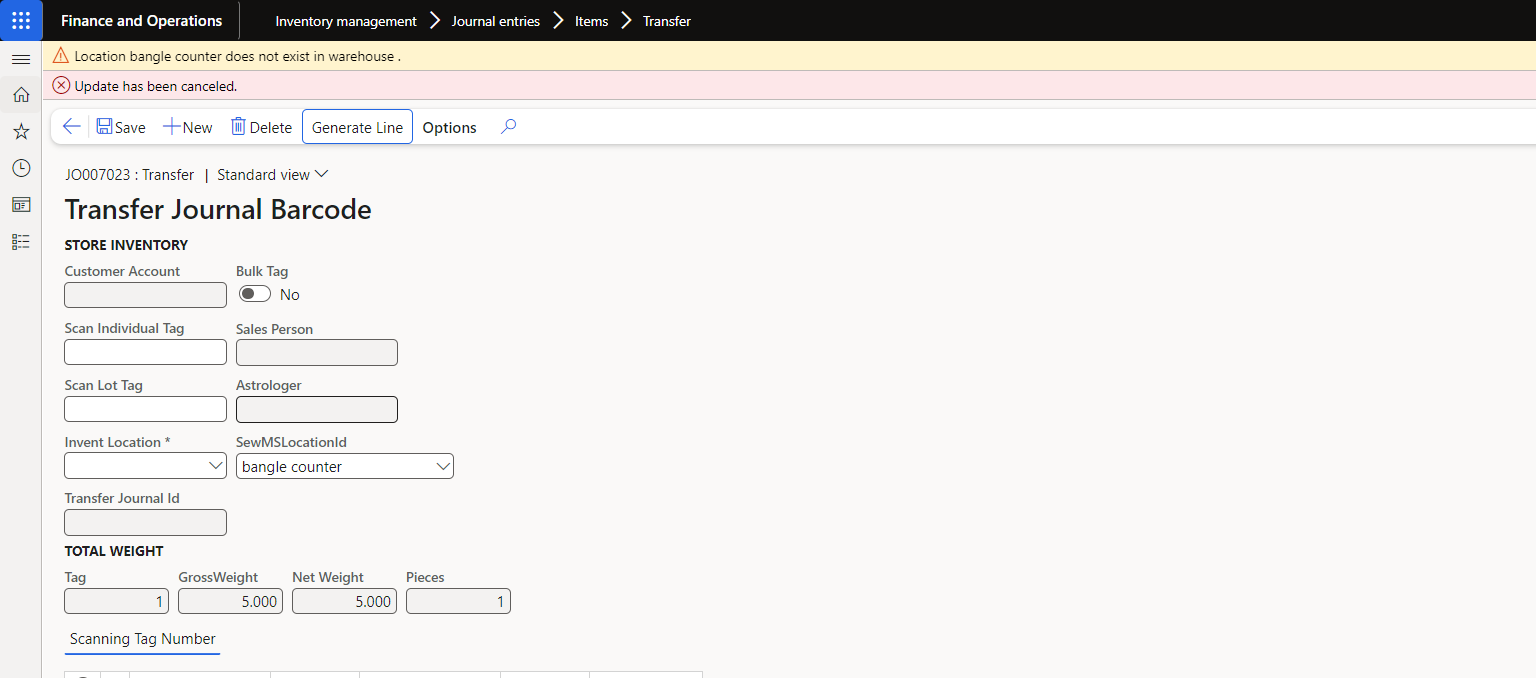 Finance and Operations
Inventory management Journal entries Items Transfer
Location bangle counter does not exist in warehouse .
Update has been canceled.
Save New Delete Generate Line Options
JO007023 : Transfer | Standard view
Transfer Journal Barcode
STORE INVENTORY
Customer Account Bulk Tag
No
Scan Individual Tag Sales Person
Scan Lot Tag Astrologer
Invent Location * SewMSLocationId
bangle counter
Transfer Journal Id
TOTAL WEIGHT
Tag GrossWeight Net Weight Pieces
1 5.000 5.000 1
Scanning Tag Number